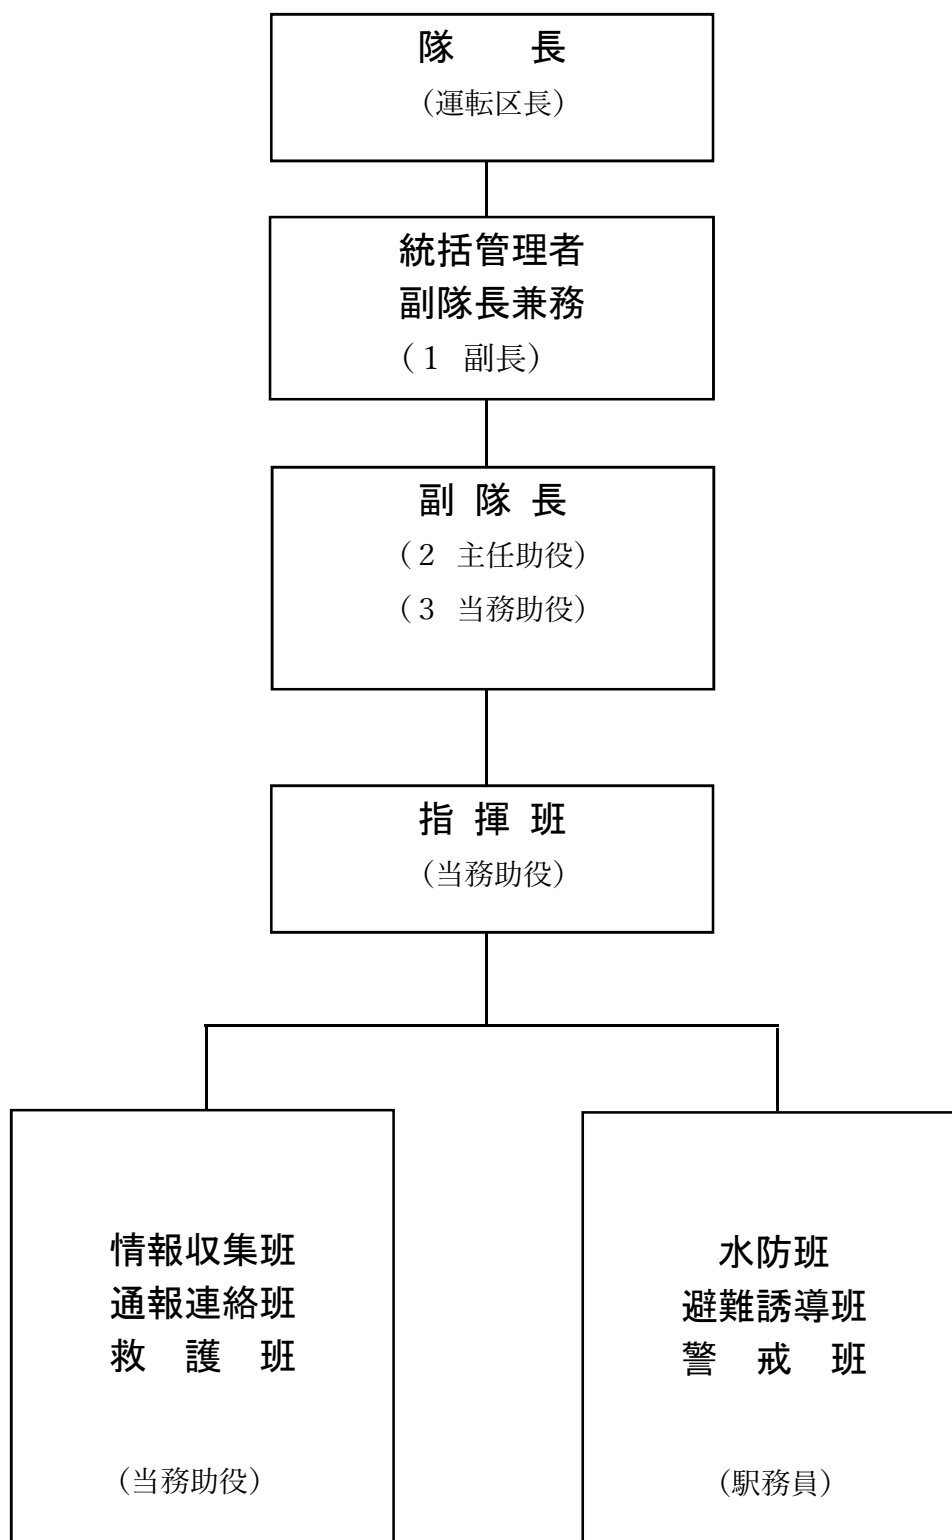 隊　　長
（運転区長）
統括管理者
副隊長兼務
（１ 副長）
副 隊 長
（２ 主任助役）
（３ 当務助役）
指 揮 班
（当務助役）
情報収集班
通報連絡班
救　護　班
（当務助役）
水防班
避難誘導班
警　戒　班
（駅務員）